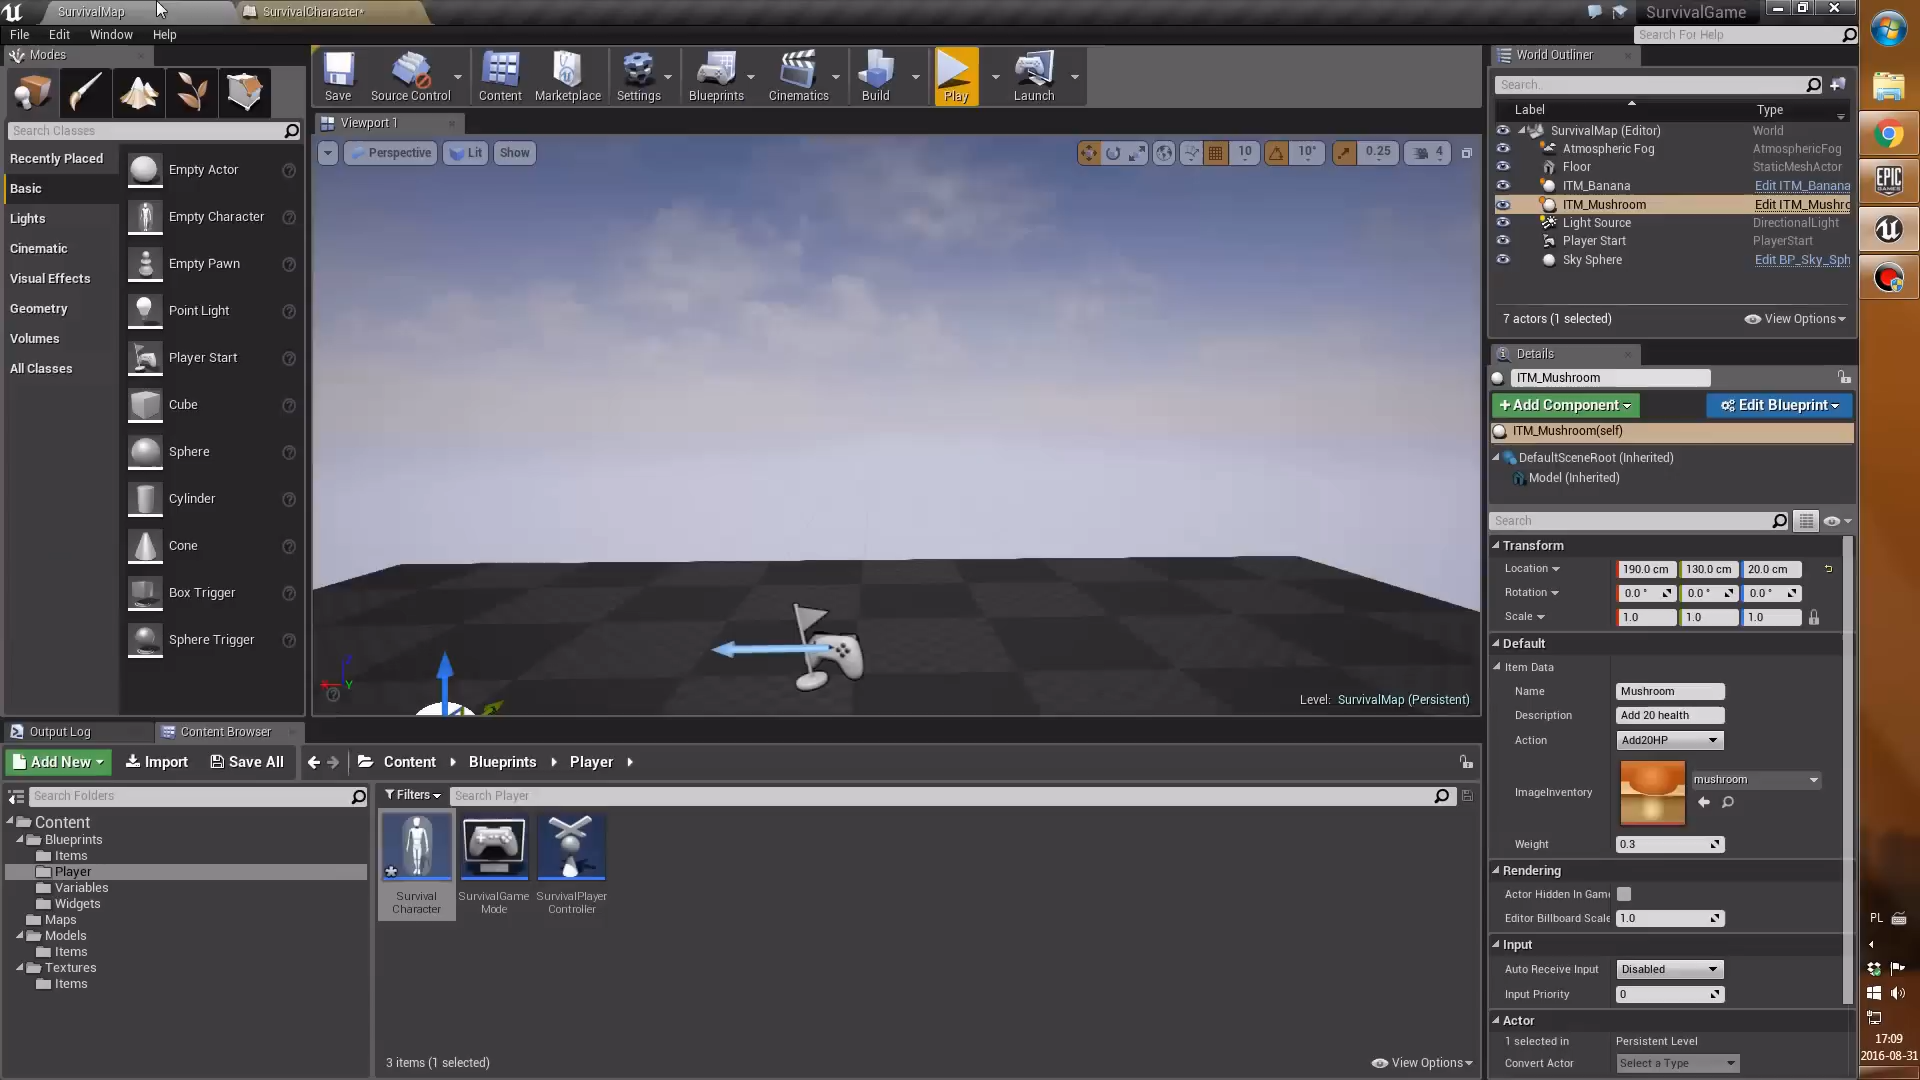 SurvivalMap
SurvivalCharacter*
SurvivalGame
File Edit Window Help
Search For Help
Modes
Search Classes
Recently Placed
Basic
Lights
Cinematic
Visual Effects
Geometry
Volumes
All Classes
Empty Actor
Empty Character
Empty Pawn
Point Light
Player Start
Cube
Sphere
Cylinder
Cone
Box Trigger
Sphere Trigger
Save
Source Control
Content
Marketplace
Settings
Blueprints
Cinematics
Build
Play
Launch
Viewport 1
Perspective Lit Show
10 10° 0.25 4
X Y Z
Level: SurvivalMap (Persistent)
World Outliner
Search..
Label Type
SurvivalMap (Editor) World
Atmospheric Fog AtmosphericFog
Floor StaticMeshActor
ITM_Banana Edit ITM_Banana
ITM_Mushroom Edit ITM_Mushro
Light Source DirectionalLight
Player Start PlayerStart
Sky Sphere Edit BP_Sky_Sph
7 actors (1 selected) View Options
Details
ITM_Mushroom
+Add Component Edit Blueprint
ITM_Mushroom(self)
DefaultSceneRoot (Inherited)
Model (Inherited)
Search
Transform
Location 190.0 cm 130.0 cm 20.0 cm
Rotation 0.0 ° 0.0 ° 0.0 °
Scale 1.0 1.0 1.0
Default
Item Data
Name Mushroom
Description Add 20 health
Action Add20HP
ImageInventory mushroom
Weight 0.3
Rendering
Actor Hidden In Game
Editor Billboard Scale 1.0
Input
Auto Receive Input Disabled
Input Priority 0
Actor
1 selected in Persistent Level
Convert Actor Select a Type
Output Log
Content Browser
Add New Import Save All Content Blueprints Player
Search Folders
Content
Blueprints
Items
Player
Variables
Widgets
Maps
Models
Items
Textures
Items
Filters Search Player
Survival
Character
SurvivalGame
Mode
SurvivalPlayer
Controller
3 items (1 selected) View Options
EPIC
GAMES
PL
17:09
2016-08-31